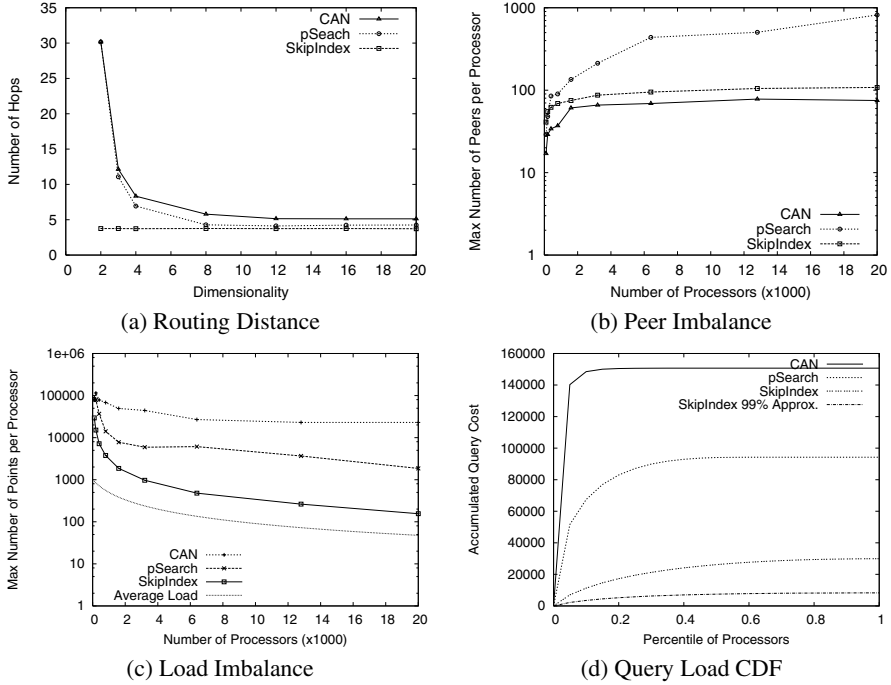 35
30
25
20
15
10
5
0
Number of Hops
CAN
pSeach
SkipIndex
0 2 4 6 8 10 12 14 16 18 20
Dimensionality
(a) Routing Distance
1000
100
10
1
Max Number of Peers per Processor
CAN
pSearch
SkipIndex
0 2 4 6 8 10 12 14 16 18 20
Number of Processors (x1000)
(b) Peer Imbalance
1e+06
100000
10000
1000
100
10
1
Max Number of Points per Processor
CAN
pSearch
SkipIndex
Average Load
0 2 4 6 8 10 12 14 16 18 20
Number of Processors (x1000)
(c) Load Imbalance
160000
140000
120000
100000
80000
60000
40000
20000
0
Accumulated Query Cost
CAN
pSearch
SkipIndex
SkipIndex 99% Approx.
0 0.2 0.4 0.6 0.8 1
Percentile of Processors
(d) Query Load CDF